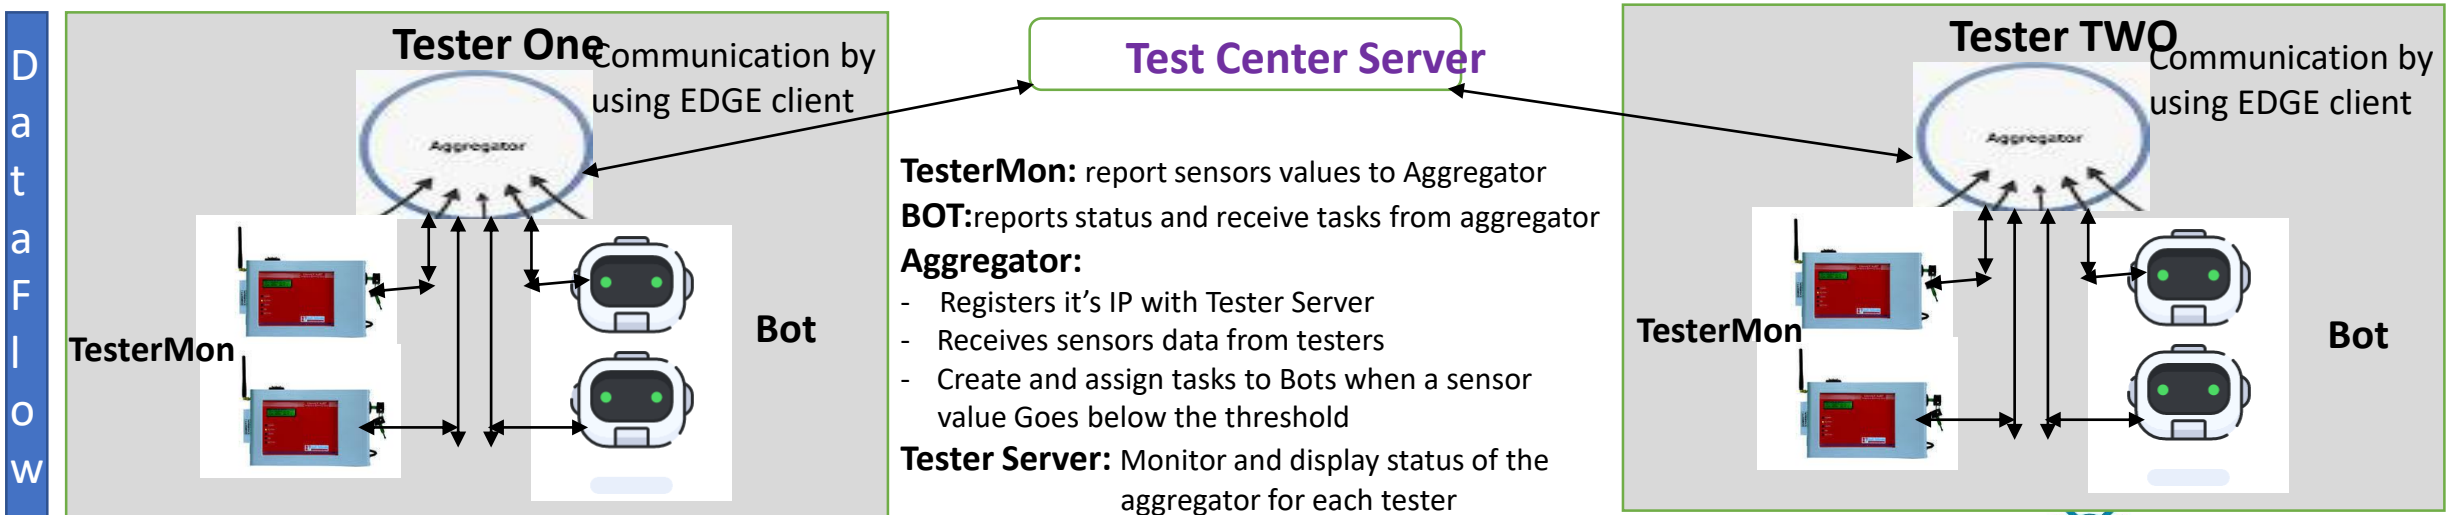 DataFlow
Tester One
Communication by
using EDGE client
Aggregator
TesterMon
Bot
Test Center Server
TesterMon: report sensors values to Aggregator
BOT:reports status and receive tasks from aggregator
Aggregator:
- Registers it's IP with Tester Server
- Receives sensors data from testers
- Create and assign tasks to Bots when a sensor
value Goes below the threshold
Tester Server: Monitor and display status of the
aggregator for each tester
Tester TWO
Communication by
using EDGE client
Aggregator
TesterMon
Bot